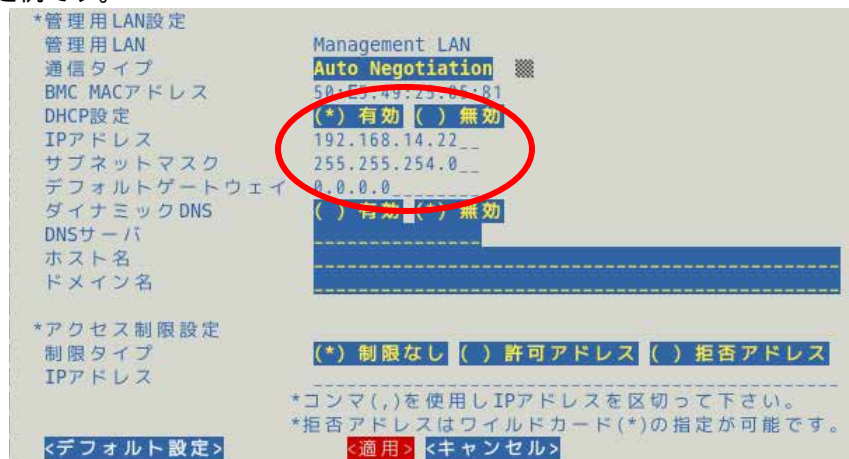 *管理用LAN設定
管理用LAN Management LAN
通信タイプ Auto Negotiation
BMC MACアドレス
DHCP設定 (*) 有効 ( ) 無効
IPアドレス 192.168.14.22__
サブネットマスク 255.255.254.0__
デフォルトゲートウェイ 0.0.0.0________
ダイナミックDNS ( ) 有効 (*) 無効
DNSサーバ
ホスト名
ドメイン名
*アクセス制限設定
制限タイプ (*) 制限なし ( ) 許可アドレス ( ) 拒否アドレス
IPアドレス
*コンマ(,)を使用しIPアドレスを区切って下さい。
*拒否アドレスはワイルドカード(*)の指定が可能です。
<デフォルト設定> <適用> <キャンセル>